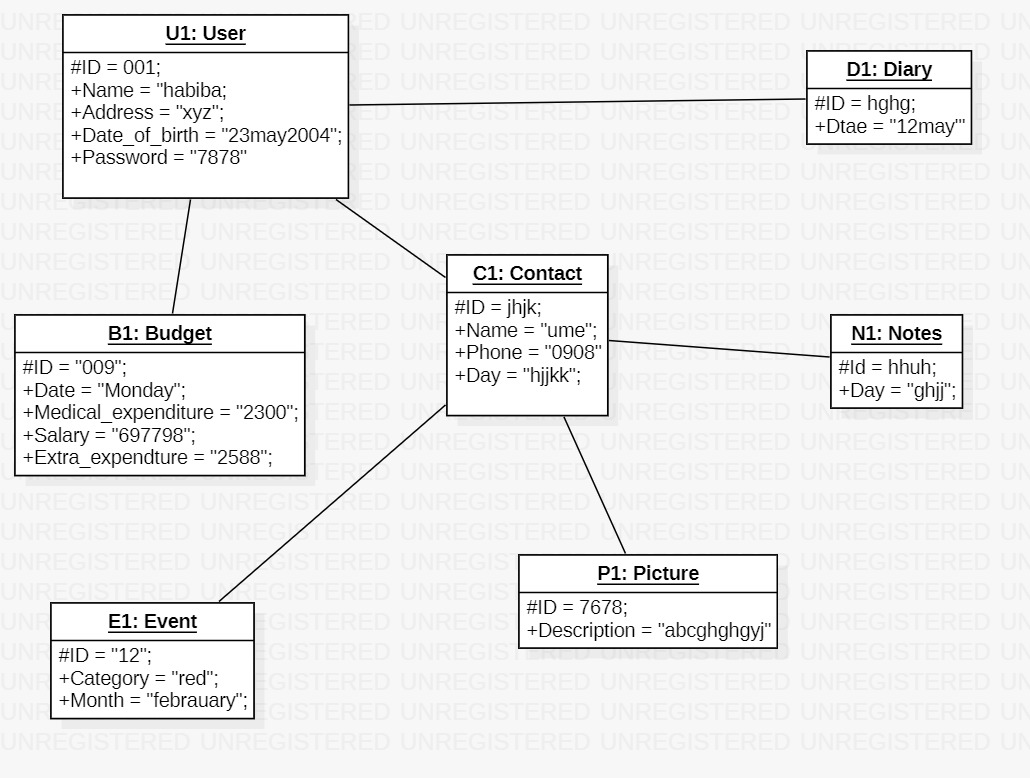 U1: User
#ID = 001;
+Name = "habiba;
+Address = "xyz";
+Date_of_birth = "23may2004";
+Password = "7878"
D1: Diary
#ID = hghg;
+Dtae = "12may'"
C1: Contact
#ID = jhjk;
+Name = "ume";
+Phone = "0908"
+Day = "hjjkk";
B1: Budget
#ID = "009";
+Date = "Monday";
+Medical_expenditure = "2300";
+Salary = "697798";
+Extra_expendture = "2588";
N1: Notes
#Id = hhuh;
+Day = "ghjj";
P1: Picture
#ID = 7678;
+Description = "abcghghgyj"
E1: Event
#ID = "12";
+Category = "red";
+Month = "febrauary";
UNREGISTERED